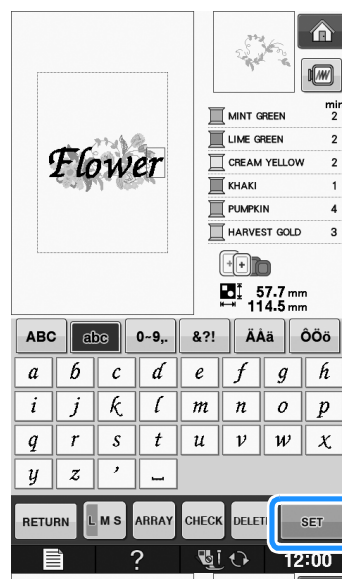 Flower
min
MINT GREEN 2
LIME GREEN 2
CREAM YELLOW 2
KHAKI 1
PUMPKIN 4
HARVEST GOLD 3
57.7 mm
114.5 mm
ABC abc 0~9,. &?! ÄÅä ÔÖö
a b c d e f g h
i j k l m n o p
q r s t u v w x
y z ’ ⎵
RETURN L M S ARRAY CHECK DELET SET
? 12:00